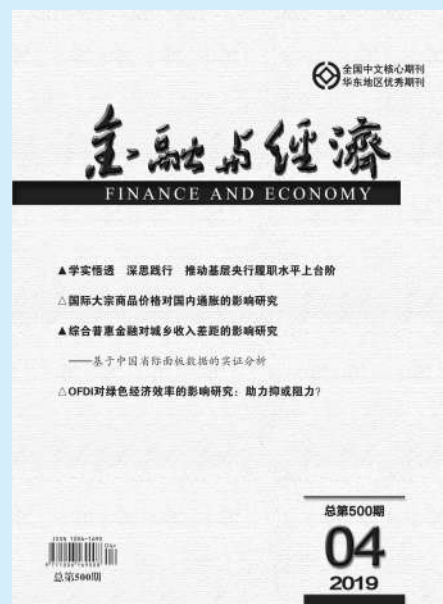 全国中文核心期刊
华东地区优秀期刊
金融与经濟
FINANCE AND ECONOMY
▲学实悟透 深思践行 推动基层央行履职水平上台阶
△国际大宗商品价格对国内通胀的影响研究
▲综合普惠金融对城乡收入差距的影响研究
——基于中国省际面板数据的实证分析
△OFDI对绿色经济效率的影响研究：助力抑或阻力？
总第500期
04
2019
ISSN 1006-169X
04>
总第500期